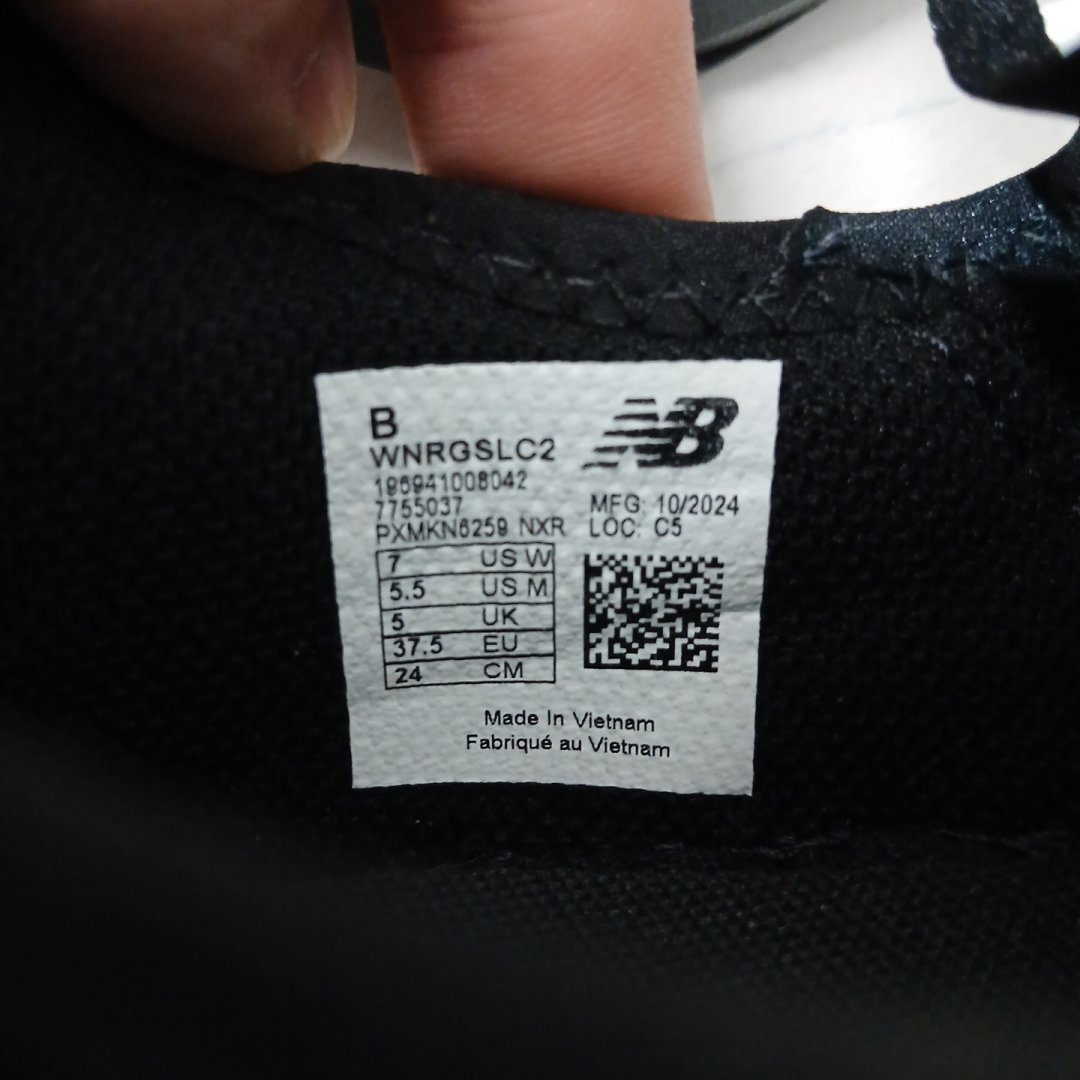 B
WNRGSLC2
NB
196941008042
7755037
MFG: 10/2024
PXMKN6259 NXR
LOC: C5
7 US W
5.5 US M
5 UK
37.5 EU
24 CM
Made In Vietnam
Fabriqué au Vietnam